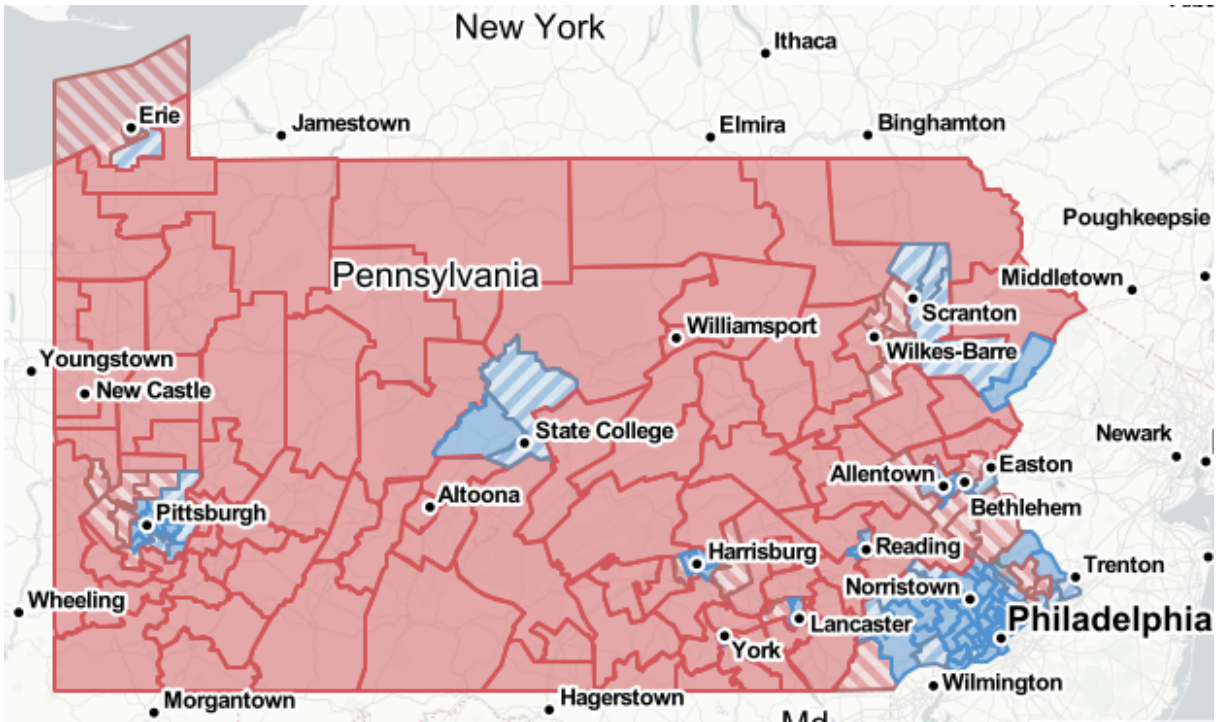 New York
Ithaca
Erie
Jamestown
Elmira
Binghamton
Poughkeepsie
Pennsylvania
Middletown
Scranton
Williamsport
Wilkes-Barre
Youngstown
New Castle
State College
Newark
Allentown
Easton
Altoona
Bethlehem
Pittsburgh
Harrisburg
Reading
Trenton
Norristown
Wheeling
Philadelphia
Lancaster
York
Wilmington
Morgantown
Hagerstown
Md